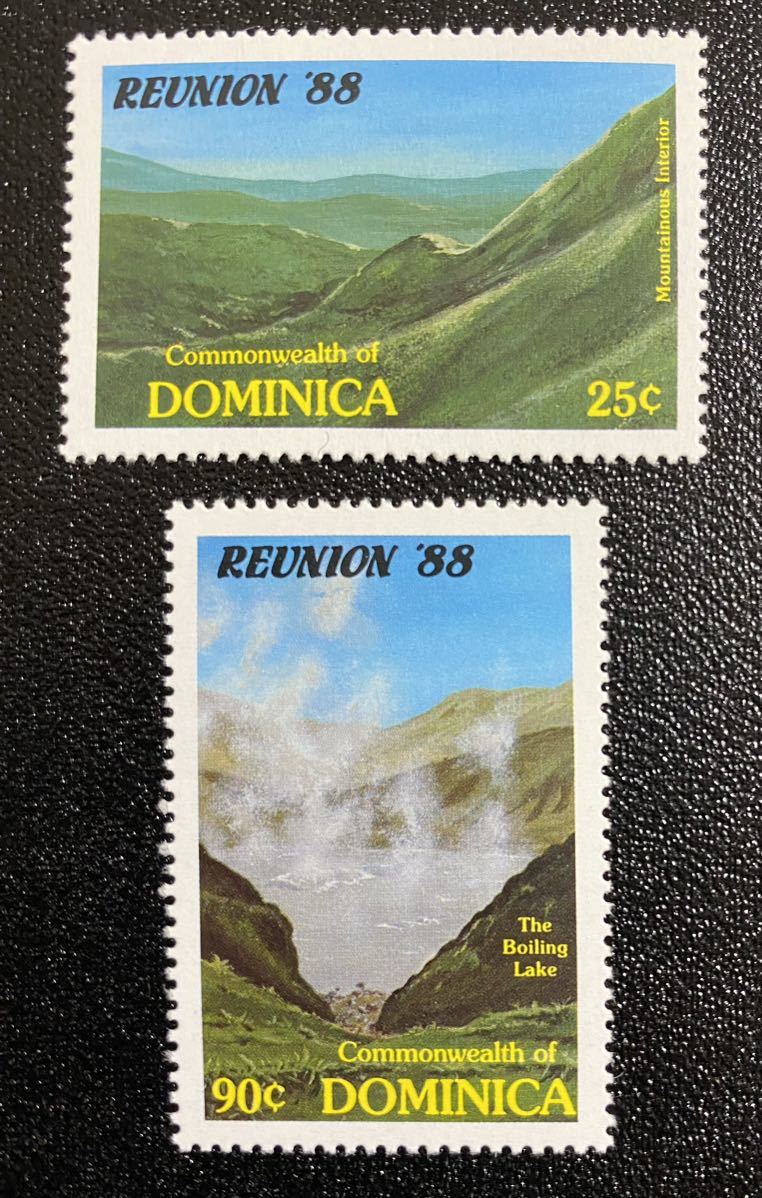 REUNION '88
Mountainous Interior
Commonwealth of
DOMINICA
25¢
REUNION '88
The
Boiling
Lake
Commonwealth of
90¢ DOMINICA